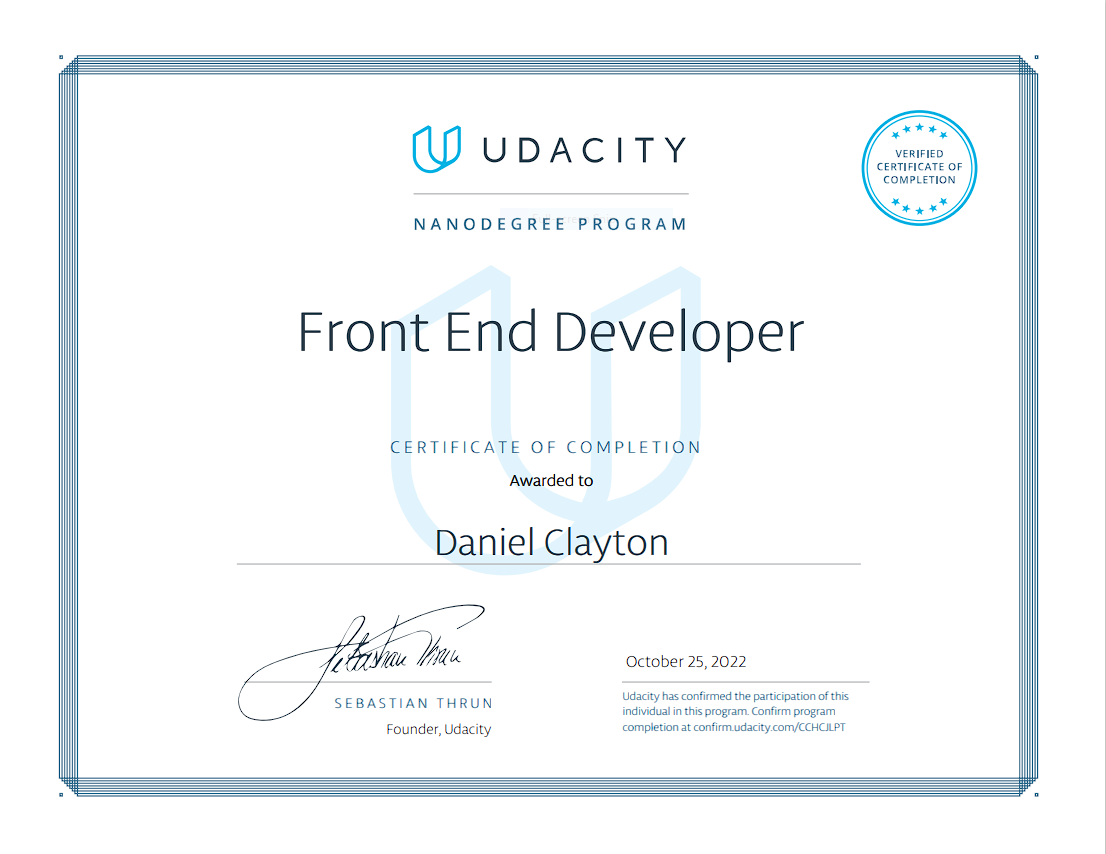 UDACITY
NANODEGREE PROGRAM
VERIFIED
CERTIFICATE OF
COMPLETION
Front End Developer
CERTIFICATE OF COMPLETION
Awarded to
Daniel Clayton
Sebastian Thrun
SEBASTIAN THRUN
Founder, Udacity
October 25, 2022
Udacity has confirmed the participation of this
individual in this program. Confirm program
completion at confirm.udacity.com/CCHCJLPT